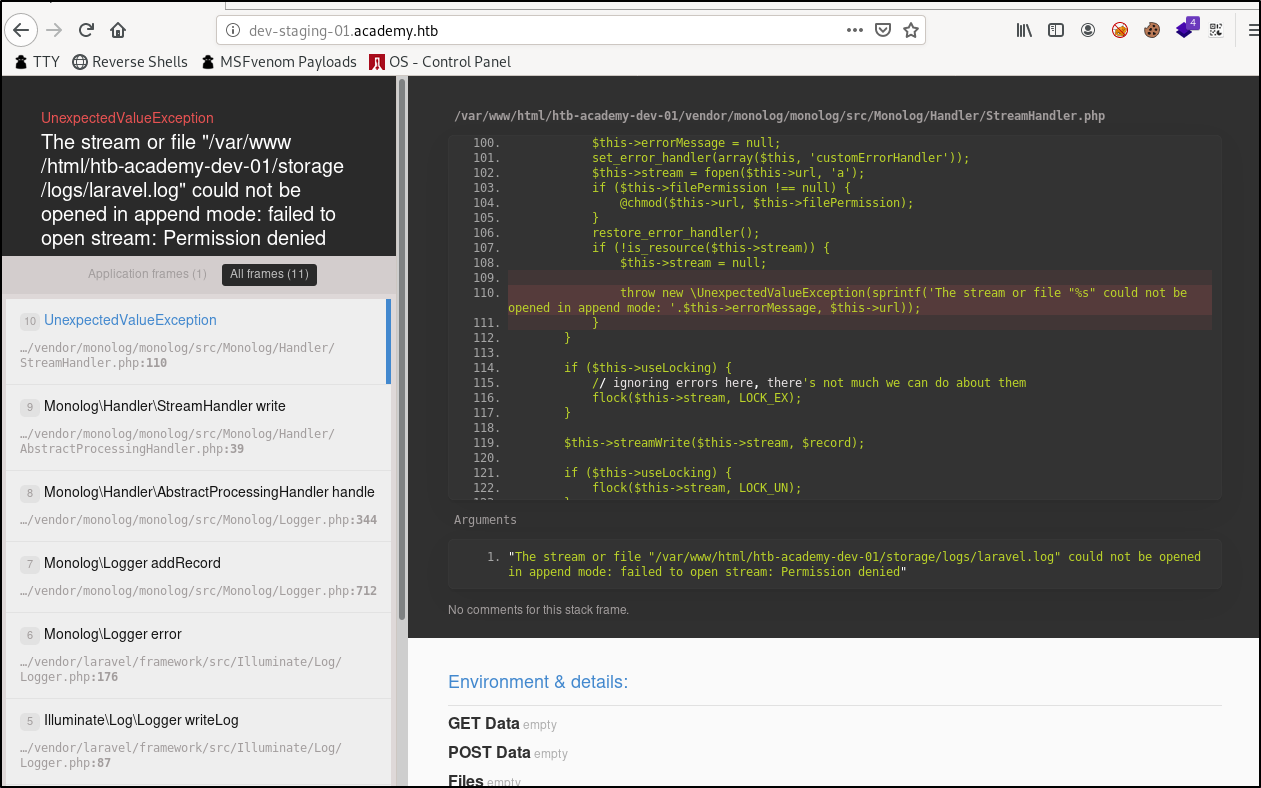 dev-staging-01.academy.htb
4
TTY Reverse Shells MSFvenom Payloads OS - Control Panel
UnexpectedValueException
The stream or file "/var/www
/html/htb-academy-dev-01/storage
/logs/laravel.log" could not be
opened in append mode: failed to
open stream: Permission denied
Application frames (1) All frames (11)
10 UnexpectedValueException
…/vendor/monolog/monolog/src/Monolog/Handler/
StreamHandler.php:110
9 Monolog\Handler\StreamHandler write
…/vendor/monolog/monolog/src/Monolog/Handler/
AbstractProcessingHandler.php:39
8 Monolog\Handler\AbstractProcessingHandler handle
…/vendor/monolog/monolog/src/Monolog/Logger.php:344
7 Monolog\Logger addRecord
…/vendor/monolog/monolog/src/Monolog/Logger.php:712
6 Monolog\Logger error
…/vendor/laravel/framework/src/Illuminate/Log/
Logger.php:176
5 Illuminate\Log\Logger writeLog
…/vendor/laravel/framework/src/Illuminate/Log/
Logger.php:87
/var/www/html/htb-academy-dev-01/vendor/monolog/monolog/src/Monolog/Handler/StreamHandler.php
100. $this->errorMessage = null;
101. set_error_handler(array($this, 'customErrorHandler'));
102. $this->stream = fopen($this->url, 'a');
103. if ($this->filePermission !== null) {
104. @chmod($this->url, $this->filePermission);
105. }
106. restore_error_handler();
107. if (!is_resource($this->stream)) {
108. $this->stream = null;
109.
110. throw new \UnexpectedValueException(sprintf('The stream or file "%s" could not be
opened in append mode: '.$this->errorMessage, $this->url));
111. }
112. }
113.
114. if ($this->useLocking) {
115. // ignoring errors here, there's not much we can do about them
116. flock($this->stream, LOCK_EX);
117. }
118.
119. $this->streamWrite($this->stream, $record);
120.
121. if ($this->useLocking) {
122. flock($this->stream, LOCK_UN);
Arguments
1. "The stream or file "/var/www/html/htb-academy-dev-01/storage/logs/laravel.log" could not be opened
in append mode: failed to open stream: Permission denied"
No comments for this stack frame.
Environment & details:
GET Data empty
POST Data empty
Files empty